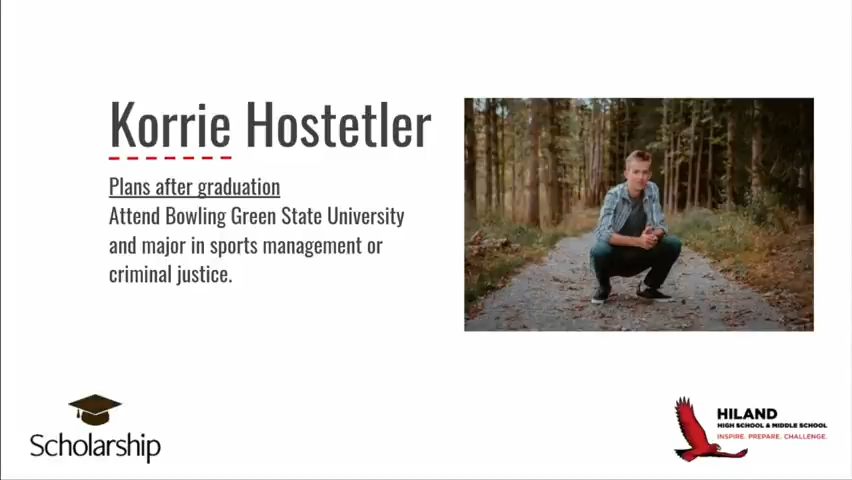 Korrie Hostetler
Plans after graduation
Attend Bowling Green State University
and major in sports management or
criminal justice.
Scholarship
HILAND
HIGH SCHOOL & MIDDLE SCHOOL
INSPIRE. PREPARE. CHALLENGE.